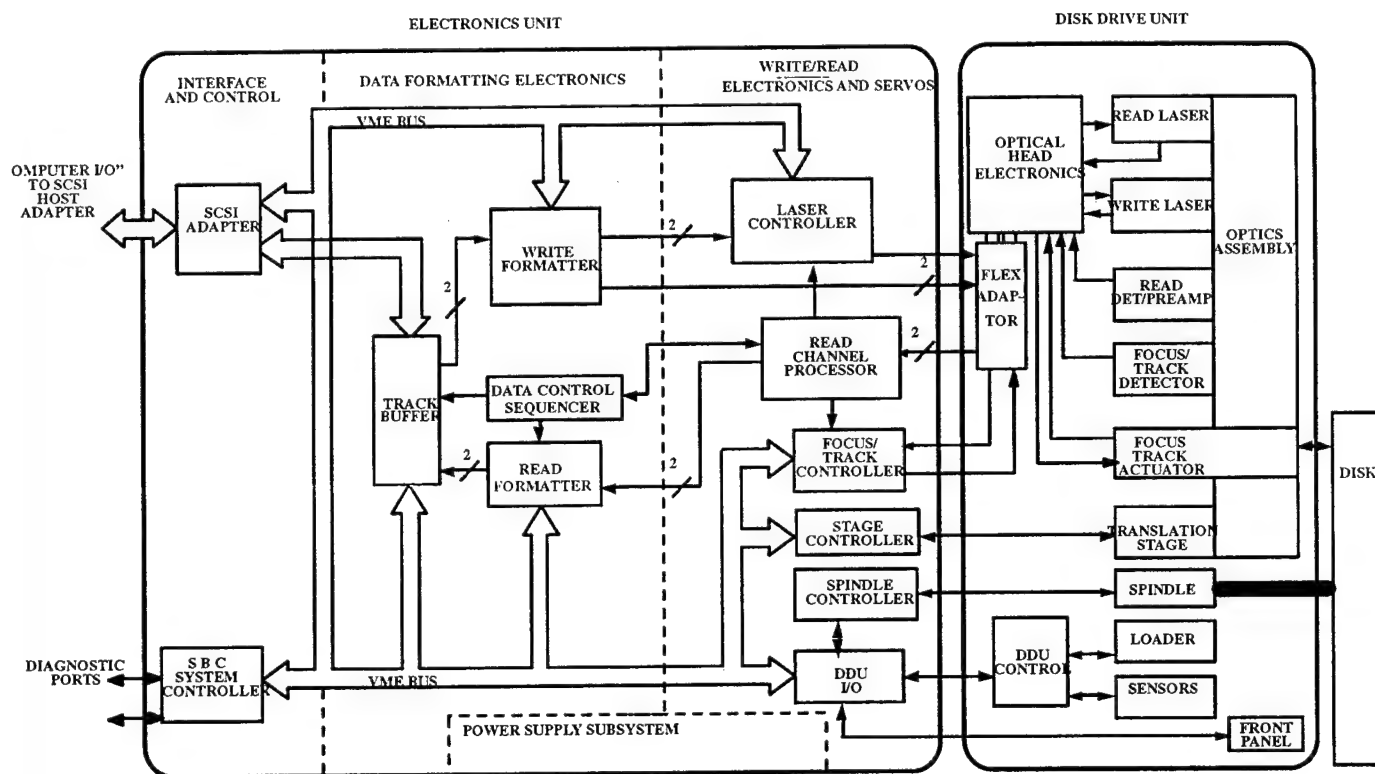 ELECTRONICS UNIT
DISK DRIVE UNIT
INTERFACE
AND CONTROL
DATA FORMATTING ELECTRONICS
WRITE/READ
ELECTRONICS AND SERVOS
VME BUS
OMPUTER I/O"
TO SCSI
HOST
ADAPTER
SCSI
ADAPTER
WRITE
FORMATTER
2
LASER
CONTROLLER
2
2
OPTICAL
HEAD
ELECTRONICS
READ LASER
WRITE LASER
OPTICS
ASSEMBLY
FLEX
ADAP-
TOR
READ
DET/PREAMP
READ
CHANNEL
PROCESSOR
2
FOCUS/
TRACK
DETECTOR
TRACK
BUFFER
DATA CONTROL
SEQUENCER
2
READ
FORMATTER
2
FOCUS/
TRACK
CONTROLLER
FOCUS
TRACK
ACTUATOR
DISK
STAGE
CONTROLLER
TRANSLATION
STAGE
SPINDLE
CONTROLLER
SPINDLE
DIAGNOSTIC
PORTS
S B C
SYSTEM
CONTROLLER
VME BUS
DDU
I/O
DDU
CONTROL
LOADER
SENSORS
POWER SUPPLY SUBSYSTEM
FRONT
PANEL